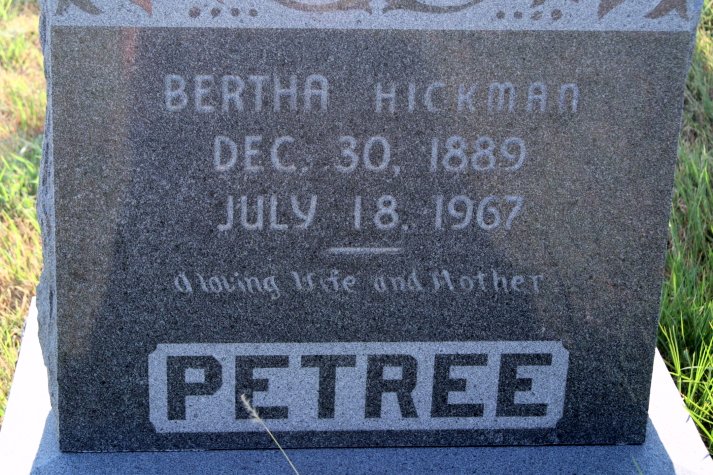 BERTHA HICKMAN
DEC. 30, 1889
JULY 18, 1967
A loving Wife and Mother
PETREE